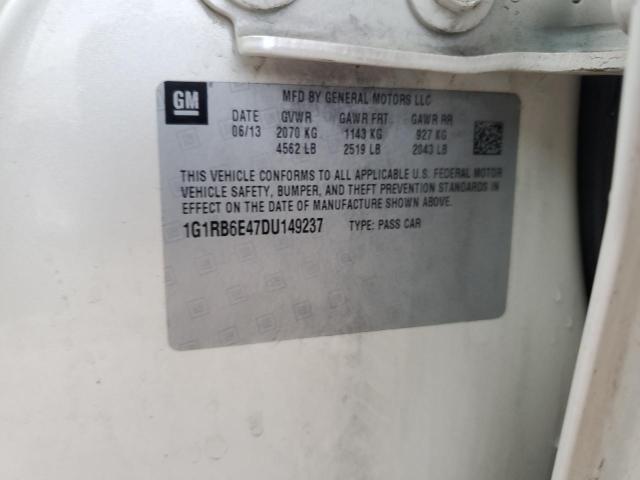 GM
MFD BY GENERAL MOTORS LLC
DATE GVWR GAWR FRT GAWR RR
06/13 2070 KG 1143 KG 927 KG
4562 LB 2519 LB 2043 LB
THIS VEHICLE CONFORMS TO ALL APPLICABLE U.S. FEDERAL MOTOR
VEHICLE SAFETY, BUMPER, AND THEFT PREVENTION STANDARDS IN
EFFECT ON THE DATE OF MANUFACTURE SHOWN ABOVE.
1G1RB6E47DU149237 TYPE: PASS CAR